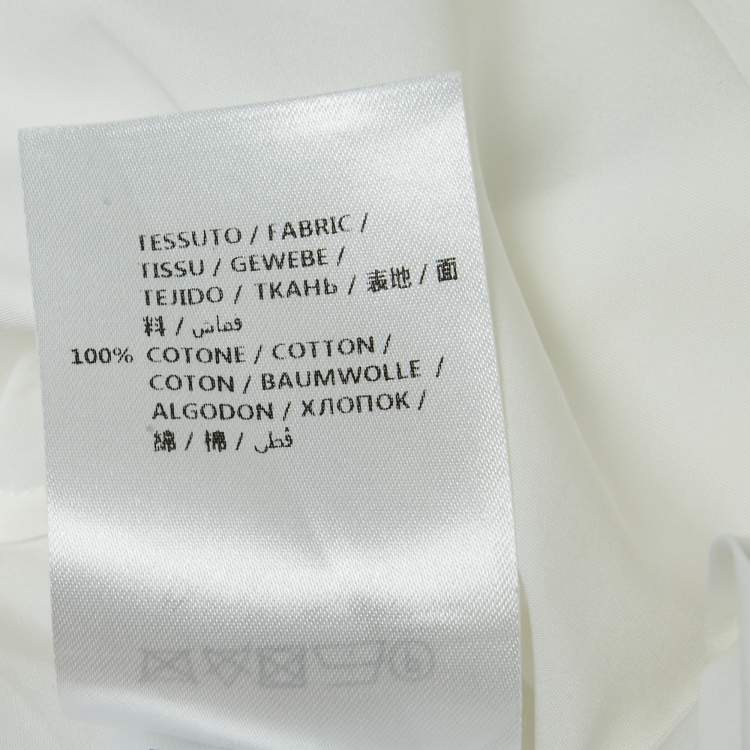 TESSUTO / FABRIC /
TISSU / GEWEBE /
TEJIDO / ТКАНЬ / 表地 / 面
料 / قماش
100% COTONE / COTTON /
COTON / BAUMWOLLE /
ALGODON / ХЛОПОК /
綿 / 棉 / قطن